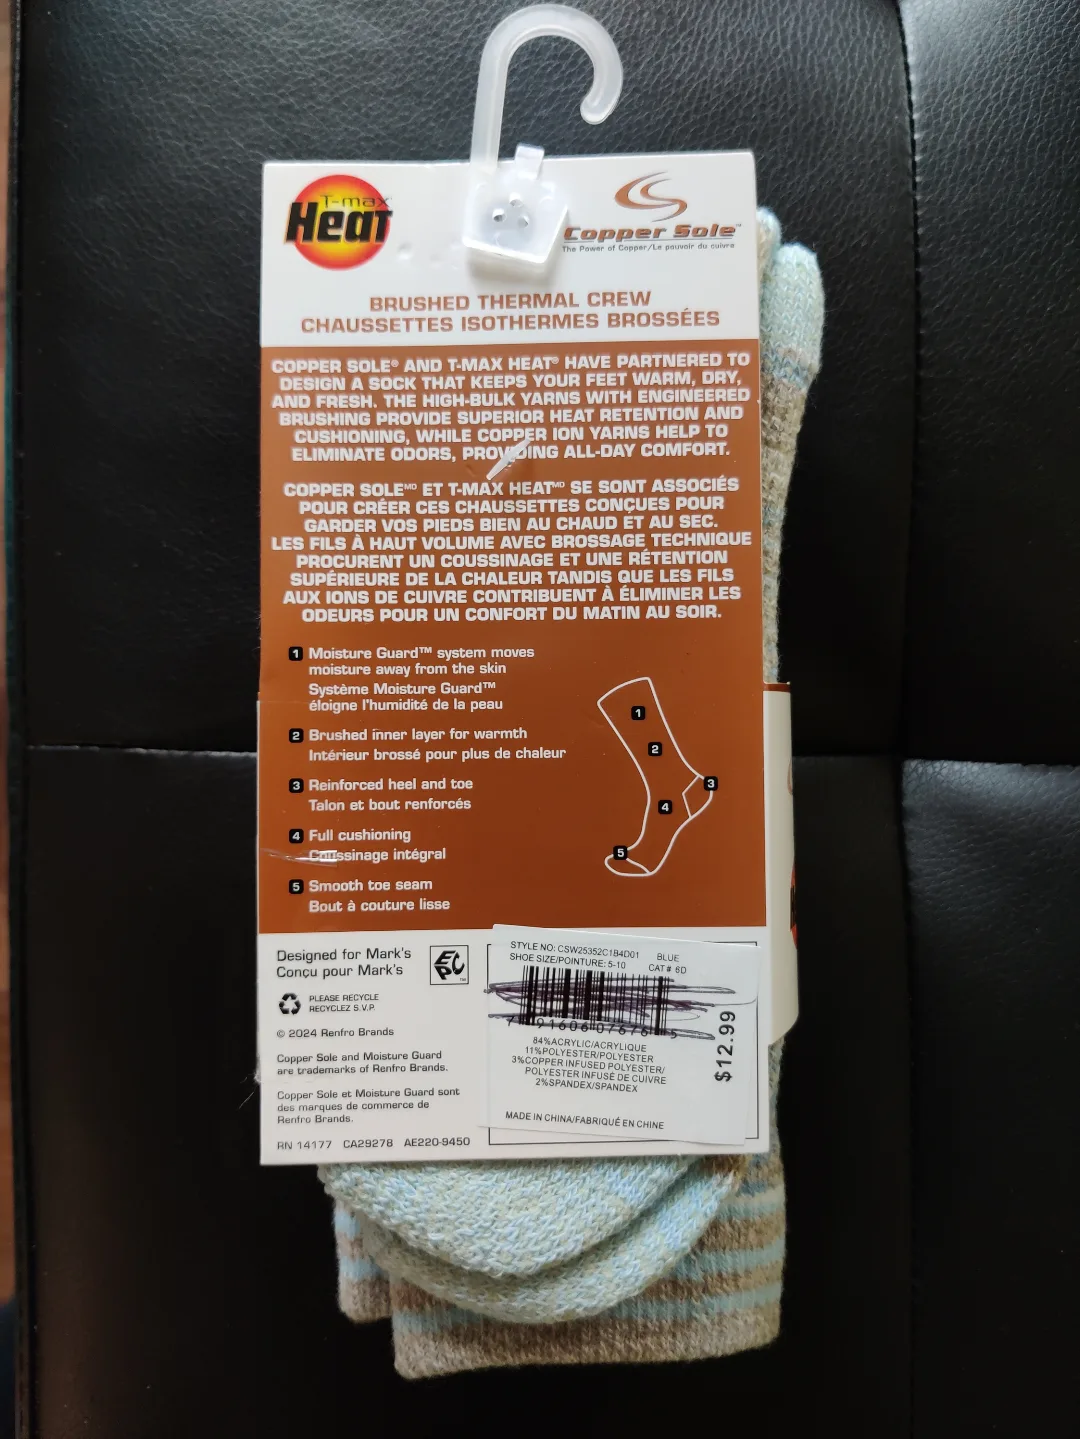 T-max
Heat
Copper Sole™
The Power of Copper/Le pouvoir du cuivre
BRUSHED THERMAL CREW
CHAUSSETTES ISOTHERMES BROSSÉES
COPPER SOLE® AND T-MAX HEAT® HAVE PARTNERED TO
DESIGN A SOCK THAT KEEPS YOUR FEET WARM, DRY,
AND FRESH. THE HIGH-BULK YARNS WITH ENGINEERED
BRUSHING PROVIDE SUPERIOR HEAT RETENTION AND
CUSHIONING, WHILE COPPER ION YARNS HELP TO
ELIMINATE ODORS, PROVIDING ALL-DAY COMFORT.
COPPER SOLEᴹᴰ ET T-MAX HEATᴹᴰ SE SONT ASSOCIÉS
POUR CRÉER CES CHAUSSETTES CONÇUES POUR
GARDER VOS PIEDS BIEN AU CHAUD ET AU SEC.
LES FILS À HAUT VOLUME AVEC BROSSAGE TECHNIQUE
PROCURENT UN COUSSINAGE ET UNE RÉTENTION
SUPÉRIEURE DE LA CHALEUR TANDIS QUE LES FILS
AUX IONS DE CUIVRE CONTRIBUENT À ÉLIMINER LES
ODEURS POUR UN CONFORT DU MATIN AU SOIR.
1 Moisture Guard™ system moves
moisture away from the skin
Système Moisture Guard™
éloigne l'humidité de la peau
2 Brushed inner layer for warmth
Intérieur brossé pour plus de chaleur
3 Reinforced heel and toe
Talon et bout renforcés
4 Full cushioning
Coussinage intégral
5 Smooth toe seam
Bout à couture lisse
1
2
3
4
5
Designed for Mark's
Conçu pour Mark's
EPC™
PLEASE RECYCLE
RECYCLEZ S.V.P.
© 2024 Renfro Brands
Copper Sole and Moisture Guard
are trademarks of Renfro Brands.
Copper Sole et Moisture Guard sont
des marques de commerce de
Renfro Brands.
RN 14177 CA29278 AE220-9450
STYLE NO: CSW25352C1B4D01 BLUE
SHOE SIZE/POINTURE: 5-10 CAT# 6D
7 91606 07676 5
84%ACRYLIC/ACRYLIQUE
11%POLYESTER/POLYESTER
3%COPPER INFUSED POLYESTER/
POLYESTER INFUSÉ DE CUIVRE
2%SPANDEX/SPANDEX
MADE IN CHINA/FABRIQUÉ EN CHINE
$12.99